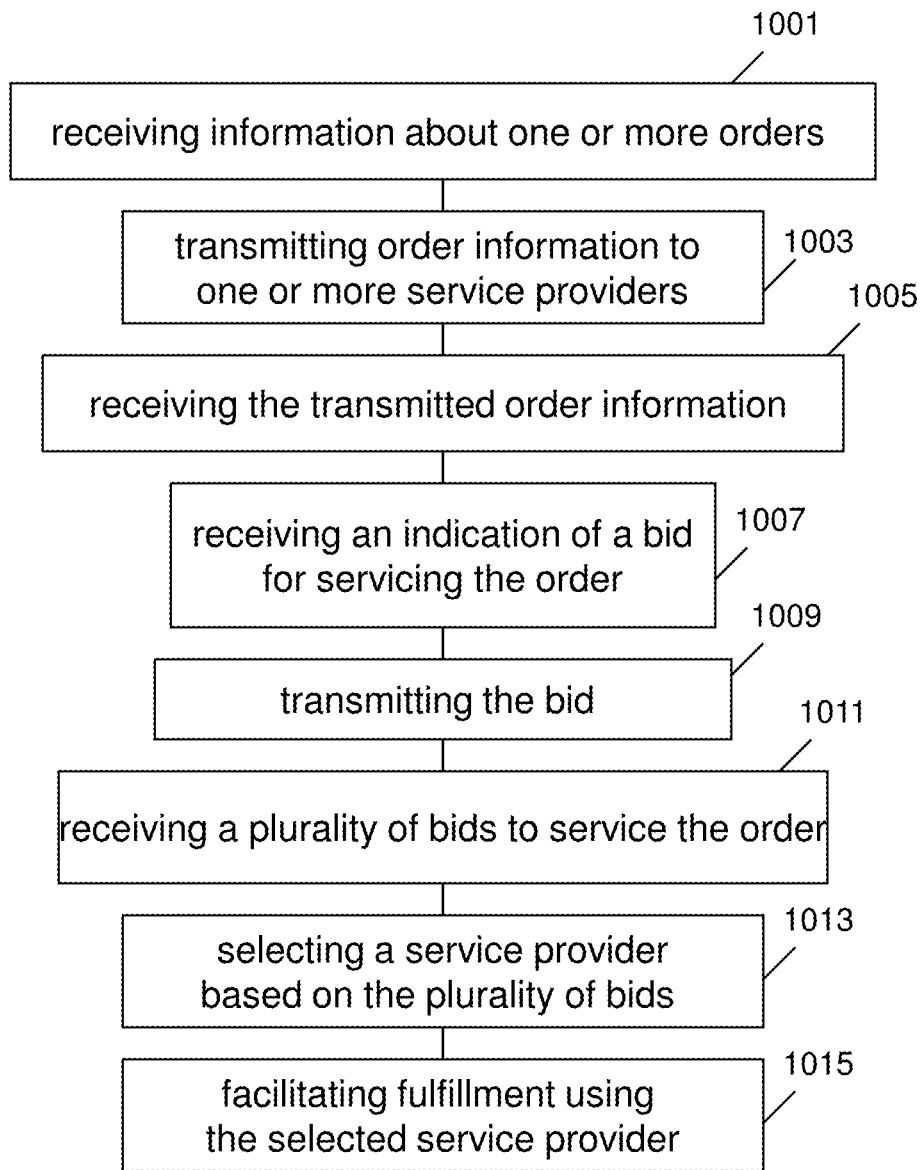 1001
receiving information about one or more orders
transmitting order information to
one or more service providers
1003
1005
receiving the transmitted order information
receiving an indication of a bid
for servicing the order
1007
1009
transmitting the bid
1011
receiving a plurality of bids to service the order
selecting a service provider
based on the plurality of bids
1013
facilitating fulfillment using
the selected service provider
1015